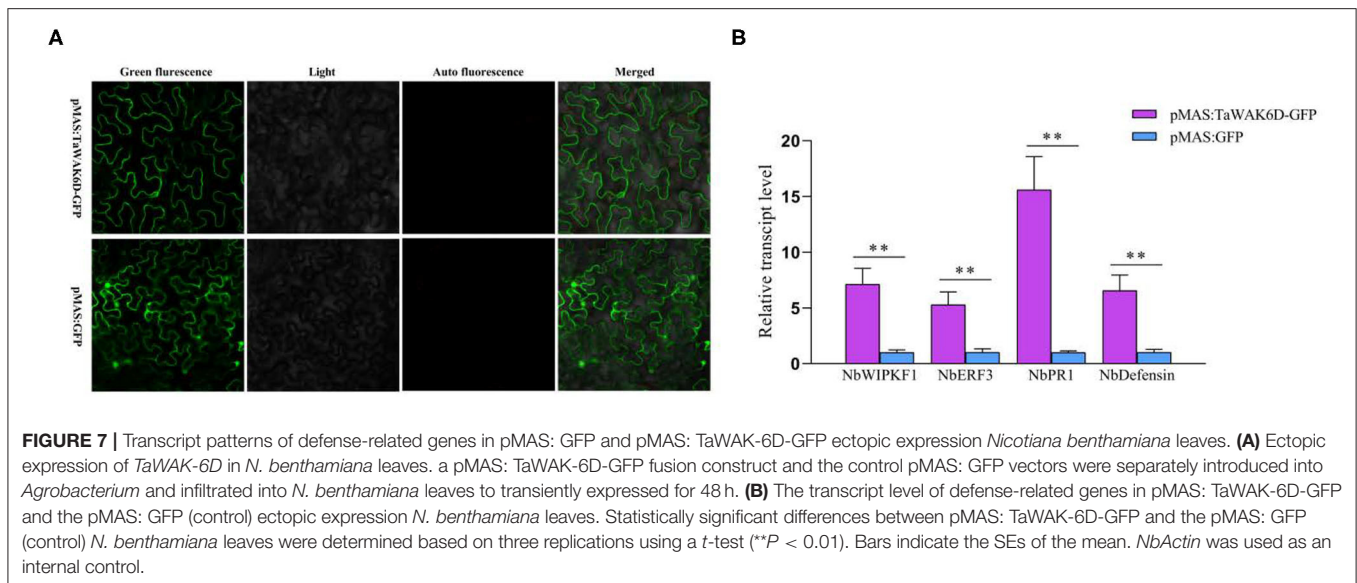 A
Green flurescence Light Auto fluorescence Merged
pMAS:TaWAK6D-GFP
pMAS:GFP
B
pMAS:TaWAK6D-GFP
pMAS:GFP
Relative transcipt level
20
15
10
5
0
**
**
**
**
NbWIPKF1 NbERF3 NbPR1 NbDefensin
FIGURE 7 | Transcript patterns of defense-related genes in pMAS: GFP and pMAS: TaWAK-6D-GFP ectopic expression Nicotiana benthamiana leaves. (A) Ectopic
expression of TaWAK-6D in N. benthamiana leaves. a pMAS: TaWAK-6D-GFP fusion construct and the control pMAS: GFP vectors were separately introduced into
Agrobacterium and infiltrated into N. benthamiana leaves to transiently expressed for 48 h. (B) The transcript level of defense-related genes in pMAS: TaWAK-6D-GFP
and the pMAS: GFP (control) ectopic expression N. benthamiana leaves. Statistically significant differences between pMAS: TaWAK-6D-GFP and the pMAS: GFP
(control) N. benthamiana leaves were determined based on three replications using a t-test (**P < 0.01). Bars indicate the SEs of the mean. NbActin was used as an
internal control.